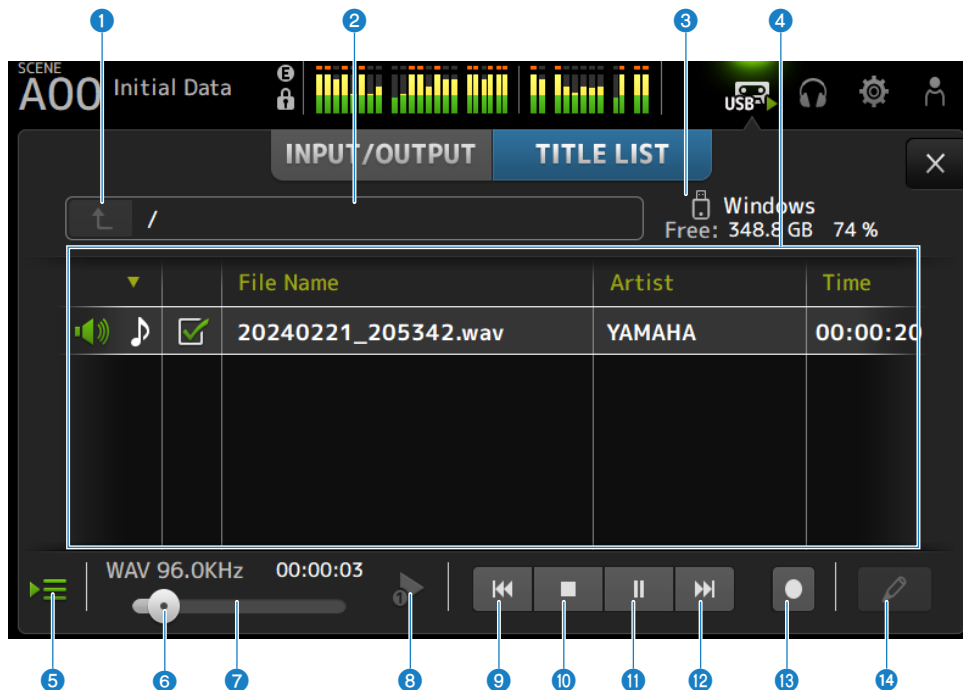 1 2 3 4
SCENE
A00 Initial Data E USB
INPUT/OUTPUT TITLE LIST
/ Windows
Free: 348.8 GB 74 %
File Name Artist Time
20240221_205342.wav YAMAHA 00:00:20
WAV 96.0KHz 00:00:03
1
5 6 7 8 9 10 11 12 13 14